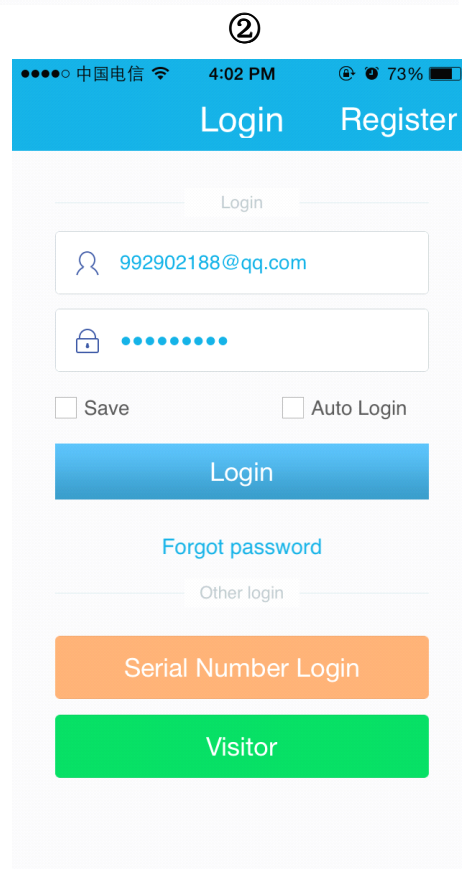 ②
中国电信 4:02 PM 73%
Login Register
Login
992902188@qq.com
•••••••••
Save Auto Login
Login
Forgot password
Other login
Serial Number Login
Visitor